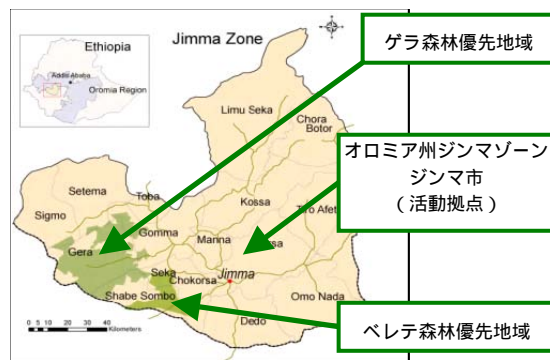 Ethiopia
Addis Ababa
Oromia Region
Jimma Zone
ゲラ森林優先地域
Limu Seka
Chora
Botor
オロミア州ジンマゾーン
ジンマ市
(活動拠点)
Setema
Toba
Kossa
Sigmo
Gomma
Manna
Gera
Seka
Chokorsa
Jimma
Shabe Sombo
Omo Nada
Dedo
ベレテ森林優先地域
0 5 10 20 30 40
Kilometers